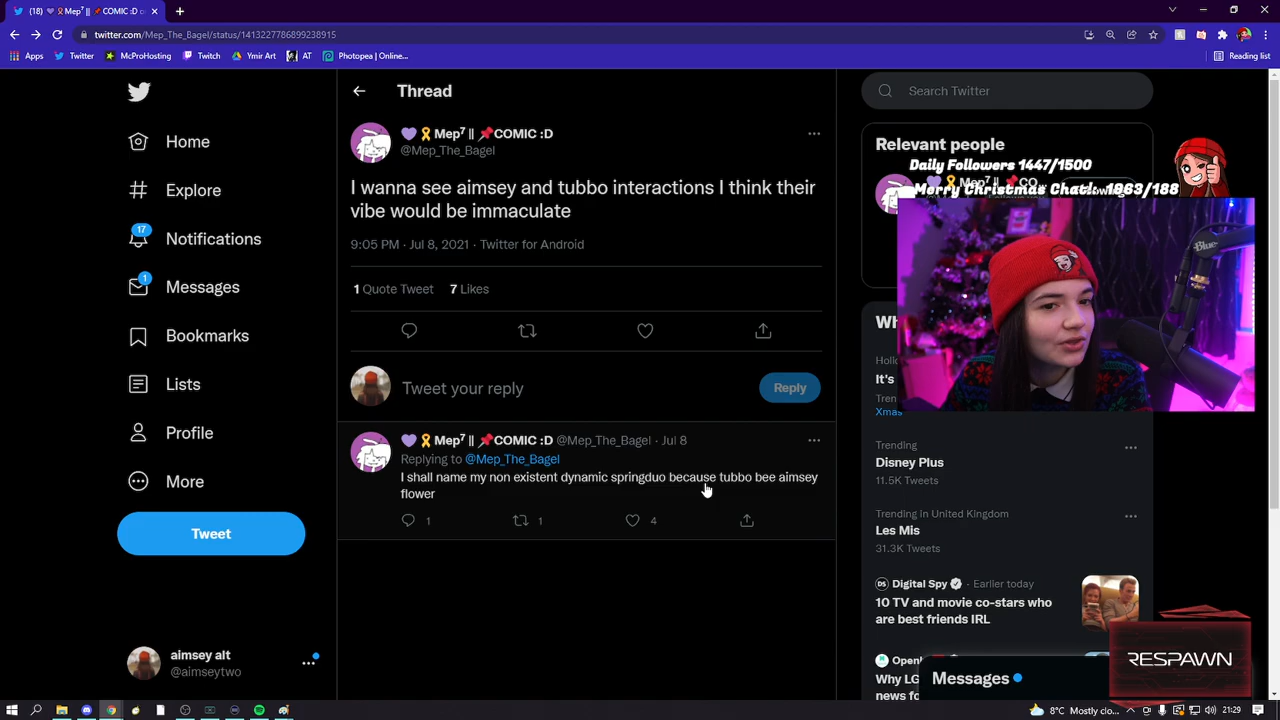 (18) 💜🎗Mep⁷ || 📌COMIC :D
twitter.com/Mep_The_Bagel/status/1413227786899238915
Apps Twitter McProHosting Twitch Ymir Art AT Photopea | Online...
Reading list
Home
Explore
17
Notifications
1
Messages
Bookmarks
Lists
Profile
More
Tweet
aimsey alt
@aimseytwo
Thread
💜🎗Mep⁷ || 📌COMIC :D
@Mep_The_Bagel
I wanna see aimsey and tubbo interactions I think their
vibe would be immaculate
9:05 PM · Jul 8, 2021 · Twitter for Android
1 Quote Tweet 7 Likes
Tweet your reply
Reply
💜🎗Mep⁷ || 📌COMIC :D @Mep_The_Bagel · Jul 8
Replying to @Mep_The_Bagel
I shall name my non existent dynamic springduo because tubbo bee aimsey
flower
1 1 4
Search Twitter
Relevant people
Daily Followers 1447/1500
Merry Christmas Chat!: 1863/188
Blue
It's
Xmas
Trending
Disney Plus
11.5K Tweets
Trending in United Kingdom
Les Mis
31.3K Tweets
Digital Spy · Earlier today
10 TV and movie co-stars who
are best friends IRL
Why LG
news fo
Messages
RESPAWN
8°C Mostly clo...
21:29